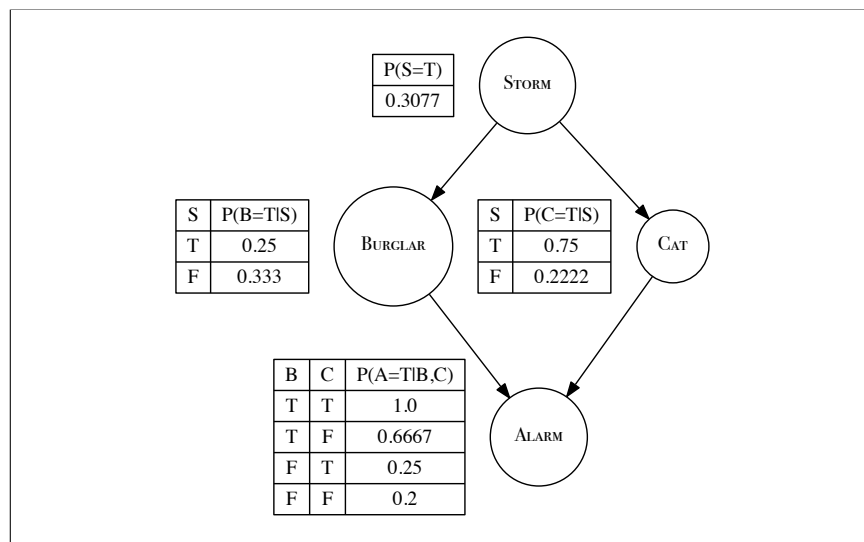 P(S=T)
0.3077
STORM
S P(B=T|S)
T 0.25
F 0.333
BURGLAR
S P(C=T|S)
T 0.75
F 0.2222
CAT
B C P(A=T|B,C)
T T 1.0
T F 0.6667
F T 0.25
F F 0.2
ALARM